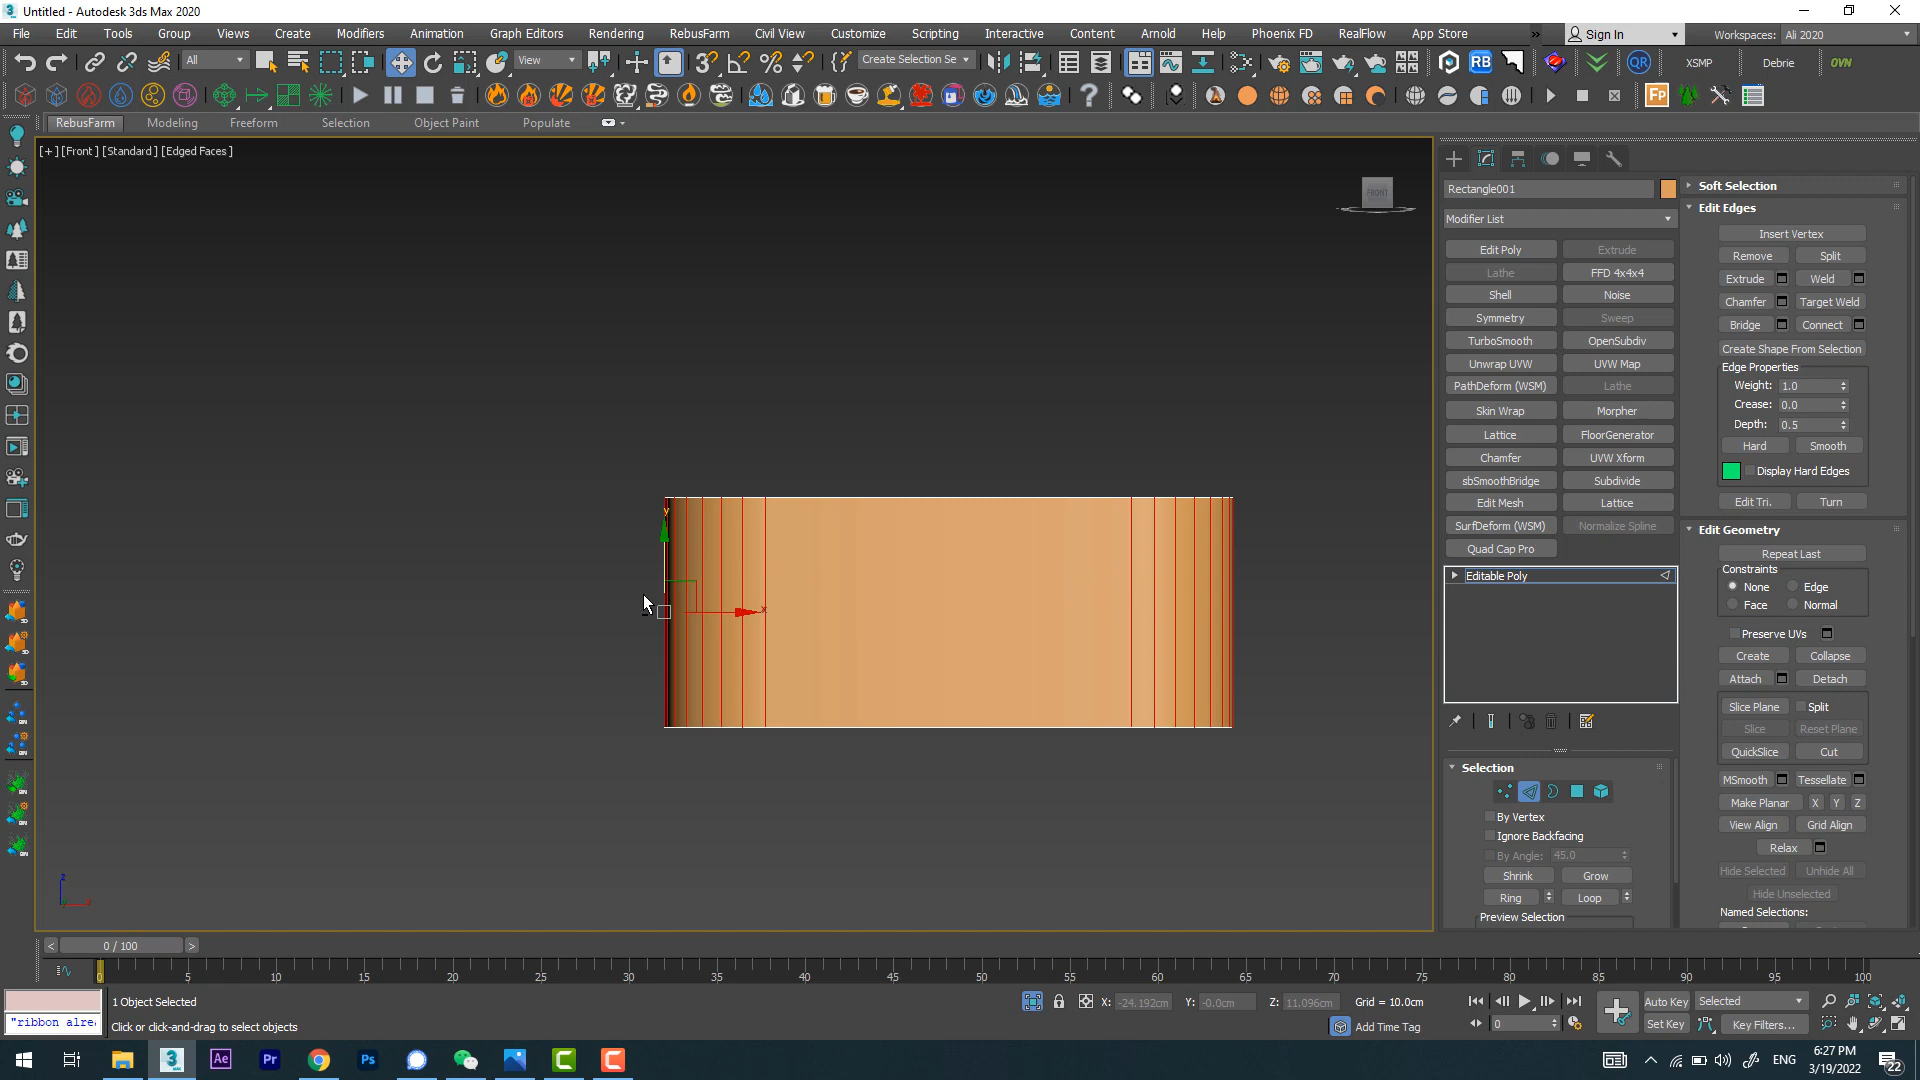 Untitled - Autodesk 3ds Max 2020
File Edit Tools Group Views Create Modifiers Animation Graph Editors Rendering RebusFarm Civil View Customize Scripting Interactive Content Arnold Help Phoenix FD RealFlow App Store Sign In Workspaces: Ali 2020
All View Create Selection Se RB QR XSMP Debrie OVN
FP
RebusFarm Modeling Freeform Selection Object Paint Populate
[+] [Front ] [Standard ] [Edged Faces ]
FRONT
y
x
z
0 / 100
0 5 10 15 20 25 30 35 40 45 50 55 60 65 70 75 80 85 90 95 100
Rectangle001
Modifier List
Edit Poly Extrude
Lathe FFD 4x4x4
Shell Noise
Symmetry Sweep
TurboSmooth OpenSubdiv
Unwrap UVW UVW Map
PathDeform (WSM) Lathe
Skin Wrap Morpher
Lattice FloorGenerator
Chamfer UVW Xform
sbSmoothBridge Subdivide
Edit Mesh Lattice
SurfDeform (WSM) Normalize Spline
Quad Cap Pro
Editable Poly
Selection
By Vertex
Ignore Backfacing
By Angle: 45.0
Shrink Grow
Ring Loop
Preview Selection
Soft Selection
Edit Edges
Insert Vertex
Remove Split
Extrude Weld
Chamfer Target Weld
Bridge Connect
Create Shape From Selection
Edge Properties
Weight: 1.0
Crease: 0.0
Depth: 0.5
Hard Smooth
Display Hard Edges
Edit Tri. Turn
Edit Geometry
Repeat Last
Constraints
None Edge
Face Normal
Preserve UVs
Create Collapse
Attach Detach
Slice Plane Split
Slice Reset Plane
QuickSlice Cut
MSmooth Tessellate
Make Planar X Y Z
View Align Grid Align
Relax
Hide Selected Unhide All
Hide Unselected
Named Selections:
"ribbon alrea
1 Object Selected
Click or click-and-drag to select objects
X: -24.192cm Y: -0.0cm Z: 11.096cm Grid = 10.0cm
Add Time Tag
0
Auto Key Selected
Set Key Key Filters...
Ae Pr Ps
ENG
6:27 PM
3/19/2022
22